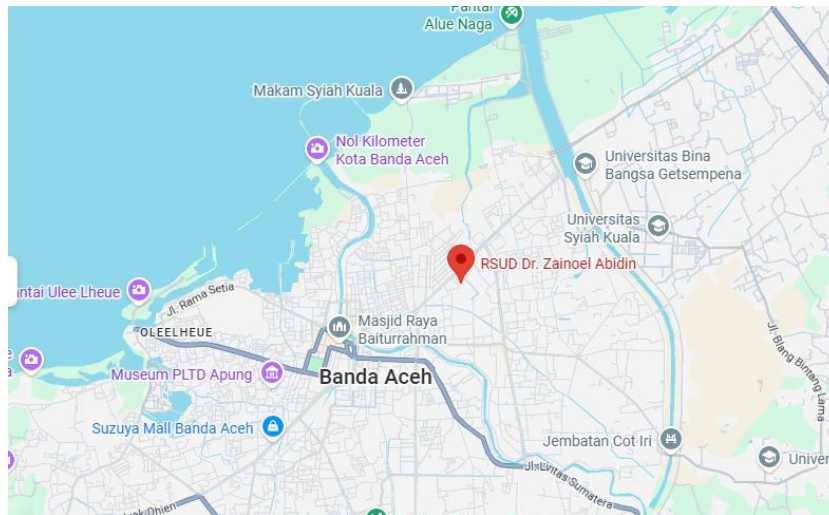 Pantai
Alue Naga
Makam Syiah Kuala
Nol Kilometer
Kota Banda Aceh
Universitas Bina
Bangsa Getsempena
Universitas
Syiah Kuala
RSUD Dr. Zainoel Abidin
ntai Ulee Lheue
Jl. Rama Setia
OLEELHEUE
Masjid Raya
Baiturrahman
Jl. Blang Bintang Lama
Museum PLTD Apung
Banda Aceh
Suzuya Mall Banda Aceh
Jembatan Cot Iri
Jl. Lintas Sumatera
Univer
Dhien